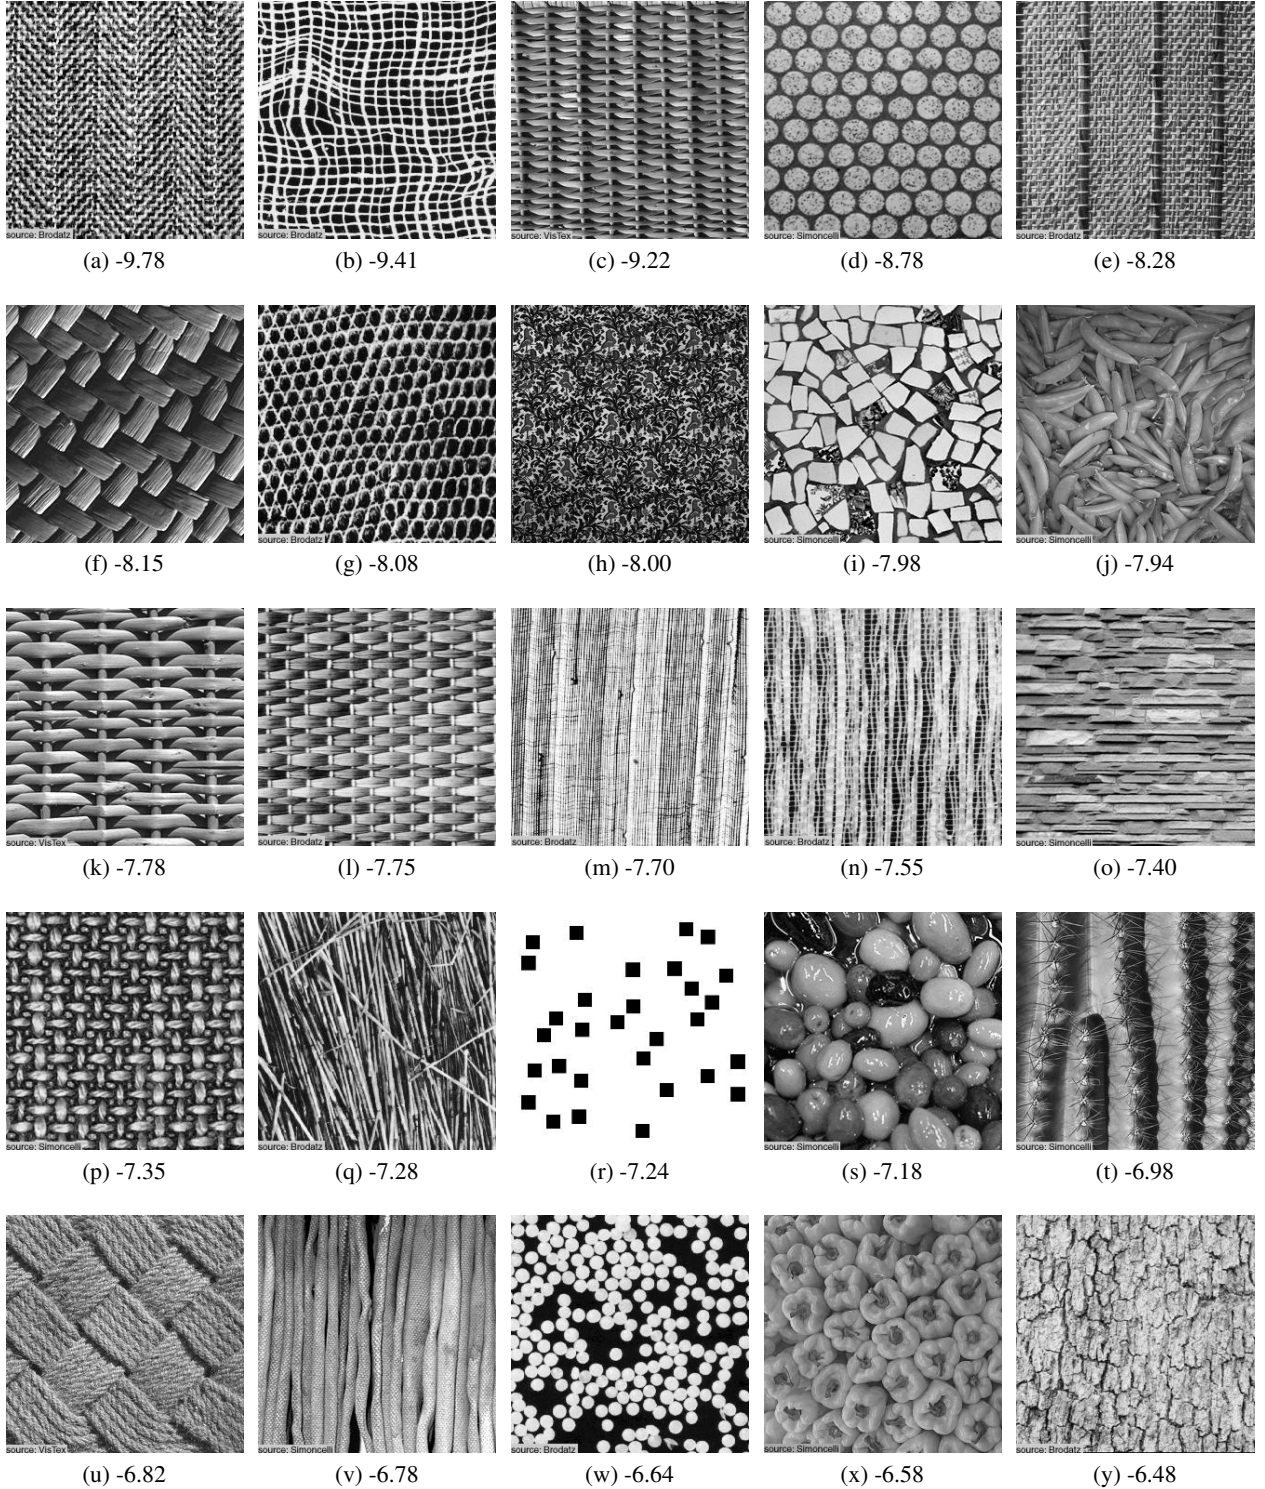 source: Brodatz
source: Brodatz
source: VisTex
source: Simoncelli
source: Brodatz
(a) -9.78
(b) -9.41
(c) -9.22
(d) -8.78
(e) -8.28
source: Brodatz
source: Simoncelli
source: Simoncelli
(f) -8.15
(g) -8.08
(h) -8.00
(i) -7.98
(j) -7.94
source: VisTex
source: Brodatz
source: Brodatz
source: Brodatz
source: Simoncelli
(k) -7.78
(l) -7.75
(m) -7.70
(n) -7.55
(o) -7.40
source: Simoncelli
source: Brodatz
source: Simoncelli
source: Simoncelli
(p) -7.35
(q) -7.28
(r) -7.24
(s) -7.18
(t) -6.98
source: VisTex
source: Simoncelli
source: Brodatz
source: Simoncelli
source: Brodatz
(u) -6.82
(v) -6.78
(w) -6.64
(x) -6.58
(y) -6.48